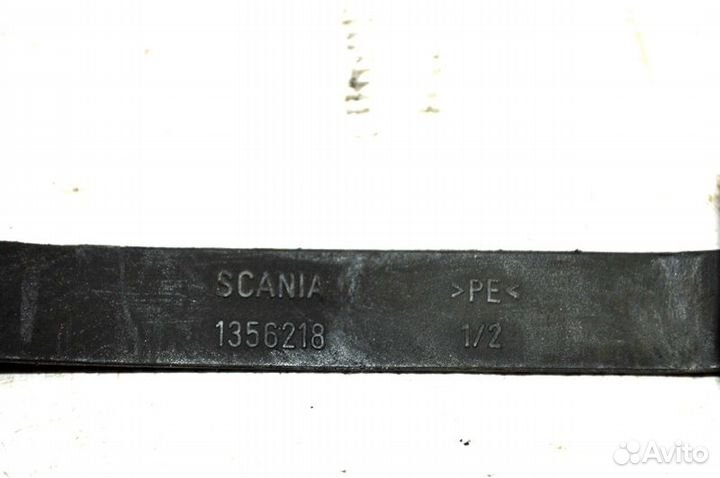 SCANIA >PE<
1356218 1/2
Avito